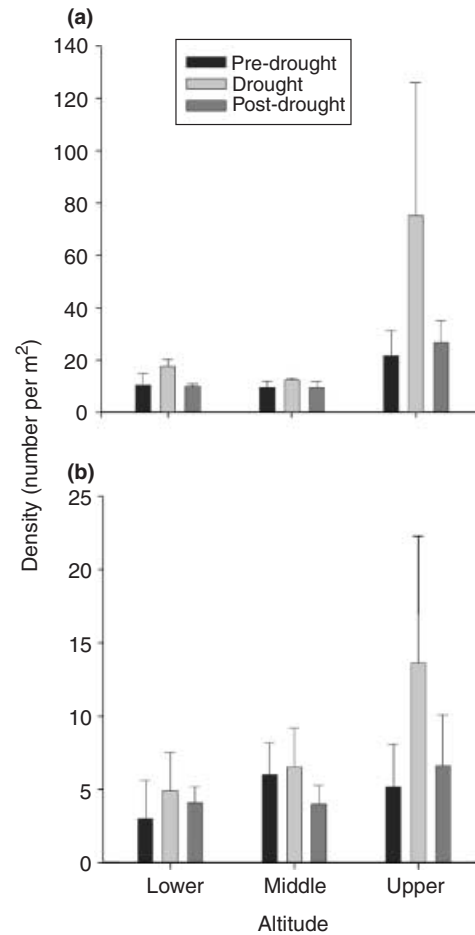 (a)
140
120
100
80
60
40
20
0
Pre-drought
Drought
Post-drought
Density (number per m²)
(b)
25
20
15
10
5
0
Lower Middle Upper
Altitude